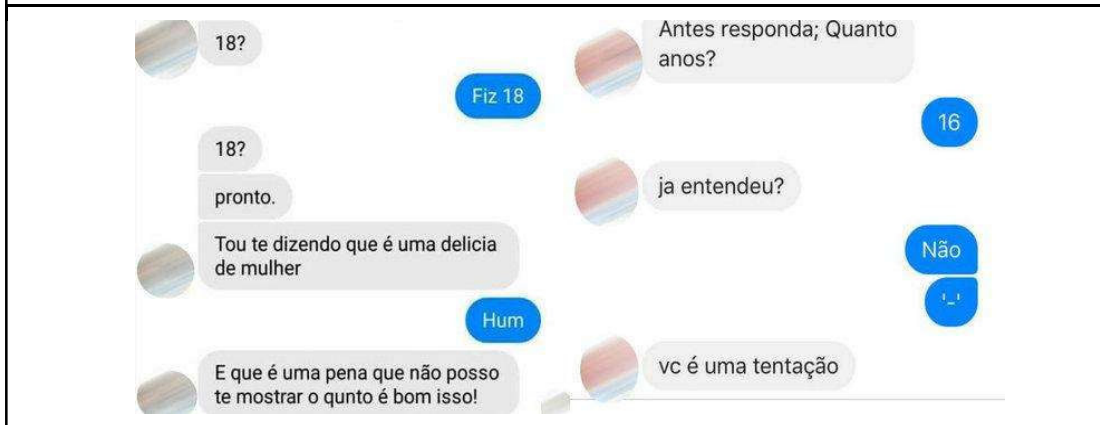 18?
Fiz 18
18?
pronto.
Tou te dizendo que é uma delicia
de mulher
Hum
E que é uma pena que não posso
te mostrar o qunto é bom isso!
Antes responda; Quanto
anos?
16
ja entendeu?
Não
'-'
vc é uma tentação